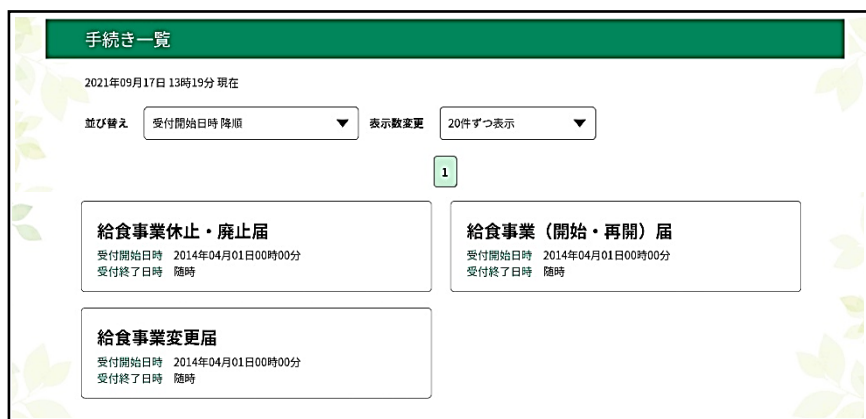 手続き一覧
2021年09月17日 13時19分 現在
並び替え 受付開始日時 降順 表示数変更 20件ずつ表示
1
給食事業休止・廃止届
受付開始日時 2014年04月01日00時00分
受付終了日時 随時
給食事業（開始・再開）届
受付開始日時 2014年04月01日00時00分
受付終了日時 随時
給食事業変更届
受付開始日時 2014年04月01日00時00分
受付終了日時 随時